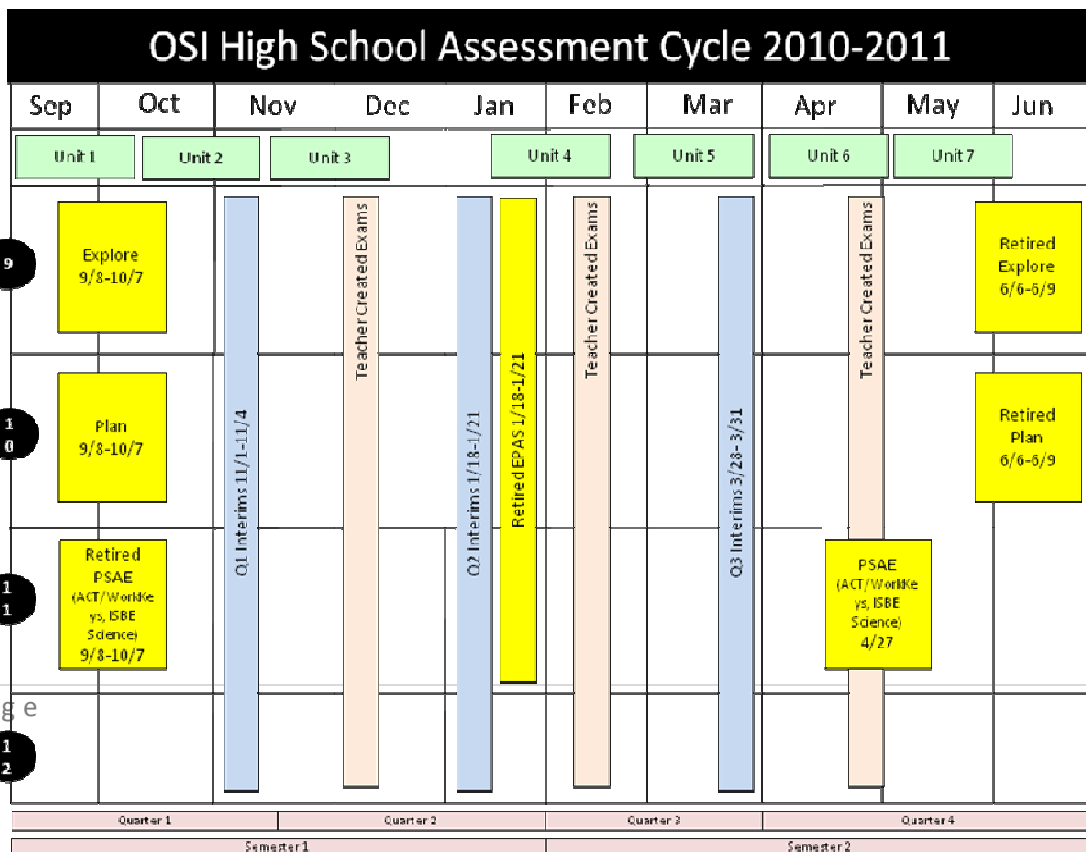 OSI High School Assessment Cycle 2010-2011
Sep Oct Nov Dec Jan Feb Mar Apr May Jun
Unit 1 Unit 2 Unit 3 Unit 4 Unit 5 Unit 6 Unit 7
9
Explore
9/8-10/7
Retired
Explore
6/6-6/9
1
0
Plan
9/8-10/7
Retired
Plan
6/6-6/9
1
1
Retired
PSAE
(ACT/WorkKe
ys, ISBE
Science)
9/8-10/7
PSAE
(ACT/WorkKe
ys, ISBE
Science)
4/27
g e
1
2
Q1 Interims 11/1-11/4
Teacher Created Exams
Q2 Interims 1/18-1/21
Retired EPAS 1/18-1/21
Teacher Created Exams
Q3 Interims 3/28-3/31
Teacher Created Exams
Quarter 1 Quarter 2 Quarter 3 Quarter 4
Semester 1 Semester 2